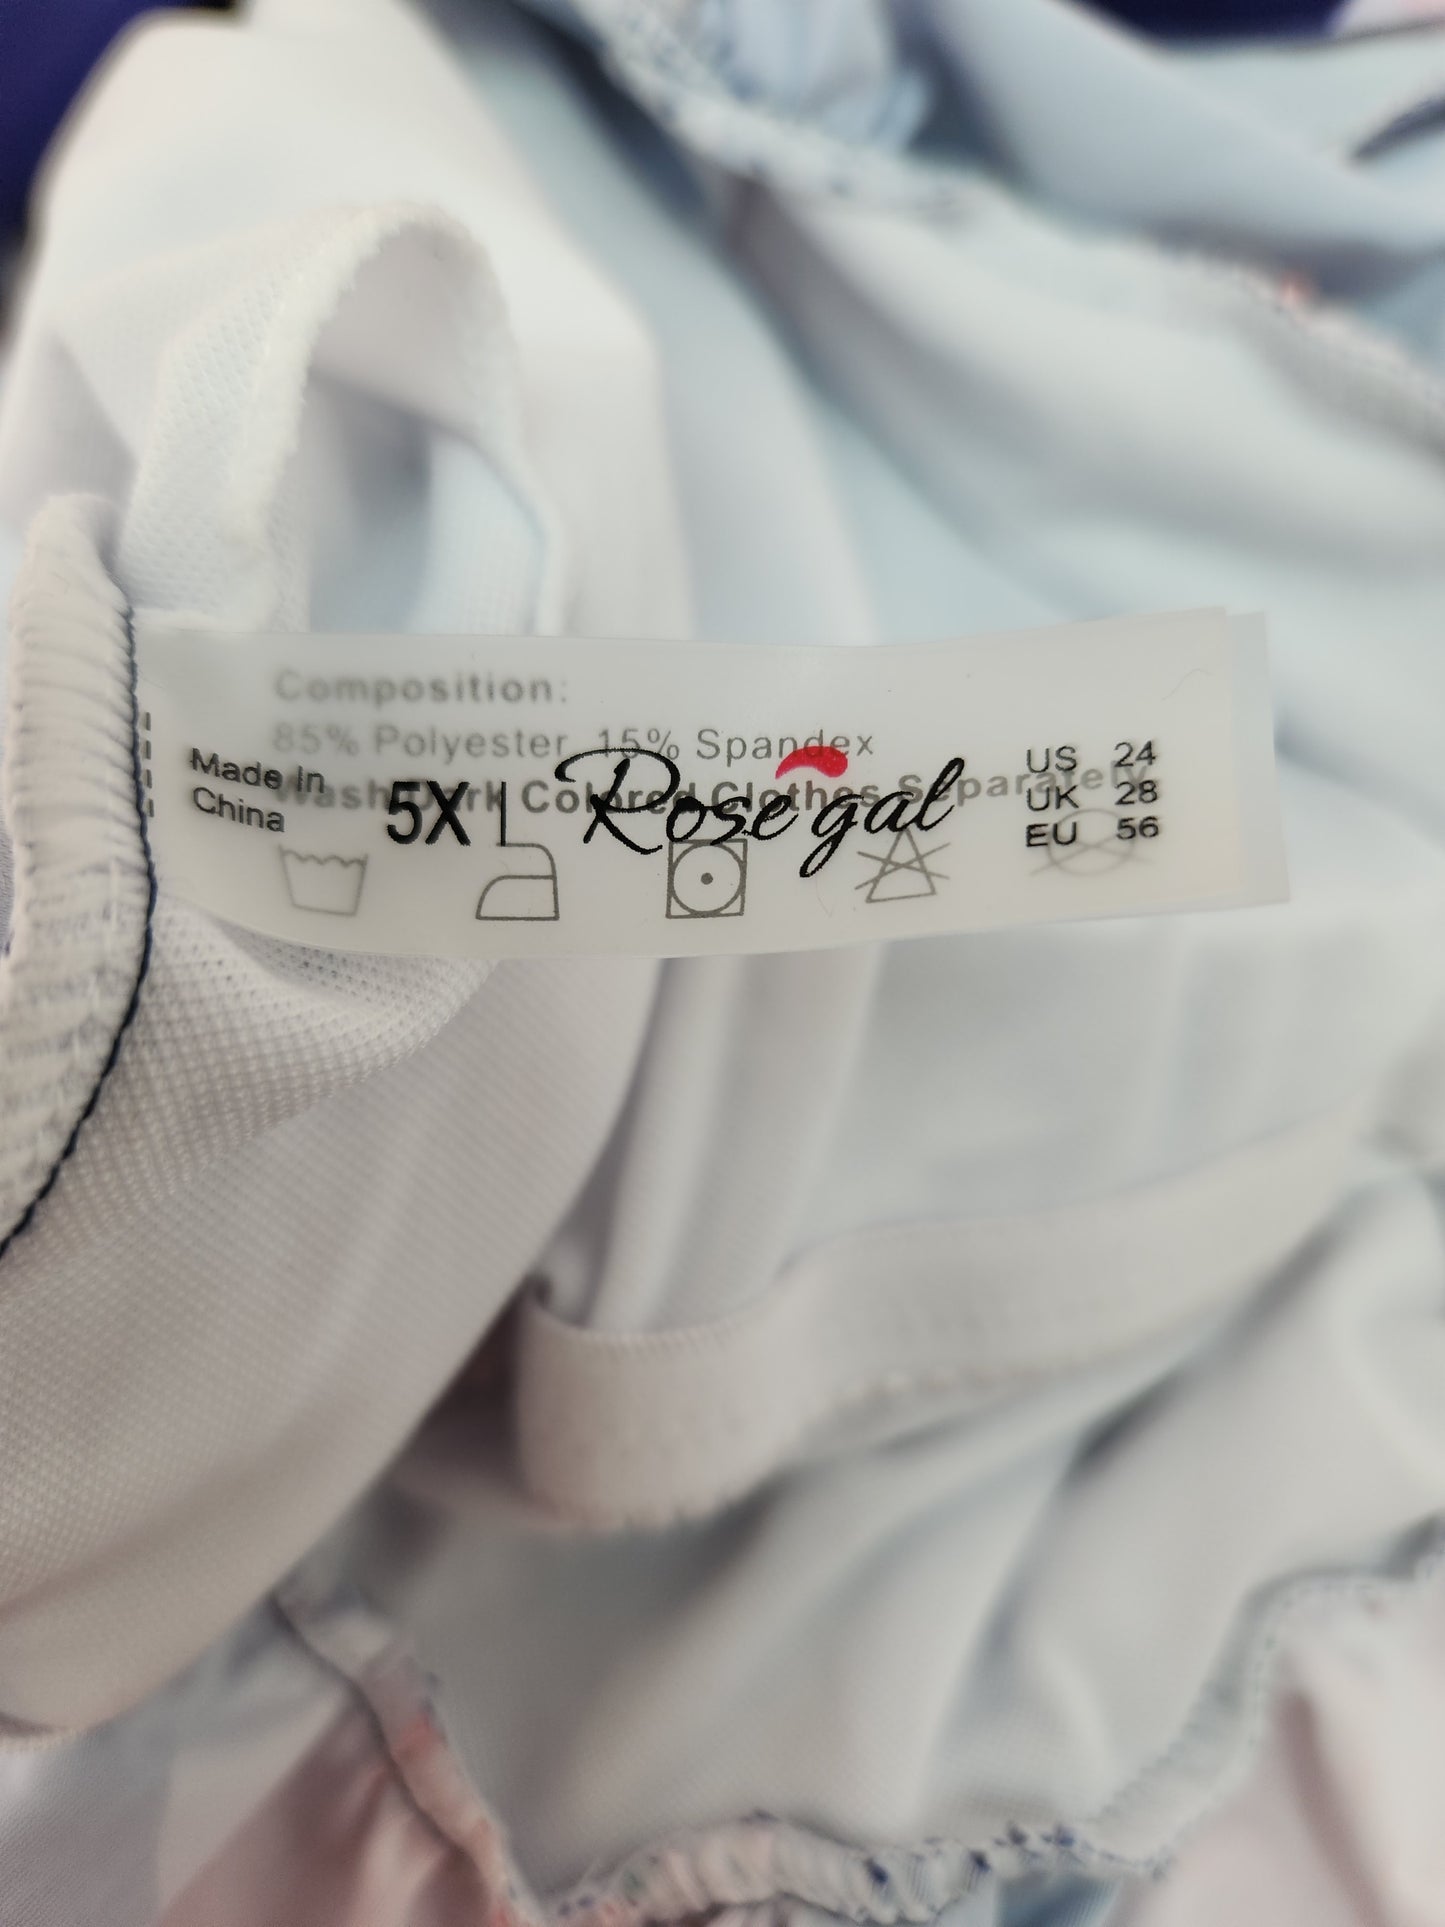 Composition:
85% Polyester 15% Spandex
Wash Dark Colored Clothes Separately
Made In
China
5XL
Rosegal
US 24
UK 28
EU 56